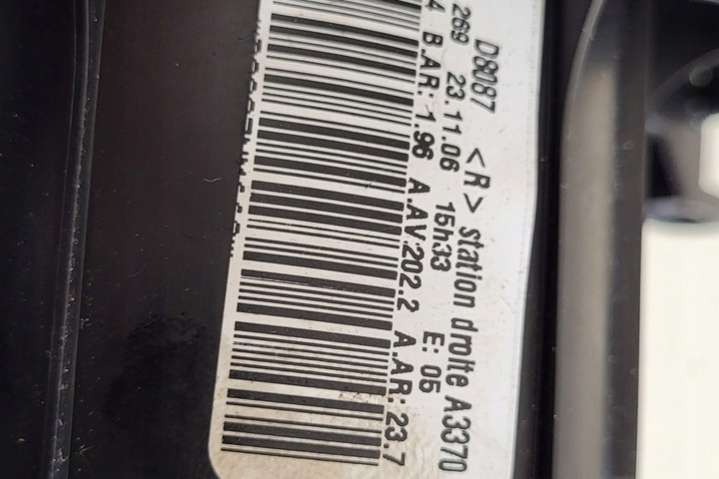 D8087 <R> station droite A3370
269 23.11.06 15h33 E: 05
4 B.AR: 1.96 A.AV:202.2 A.AR: 23.7